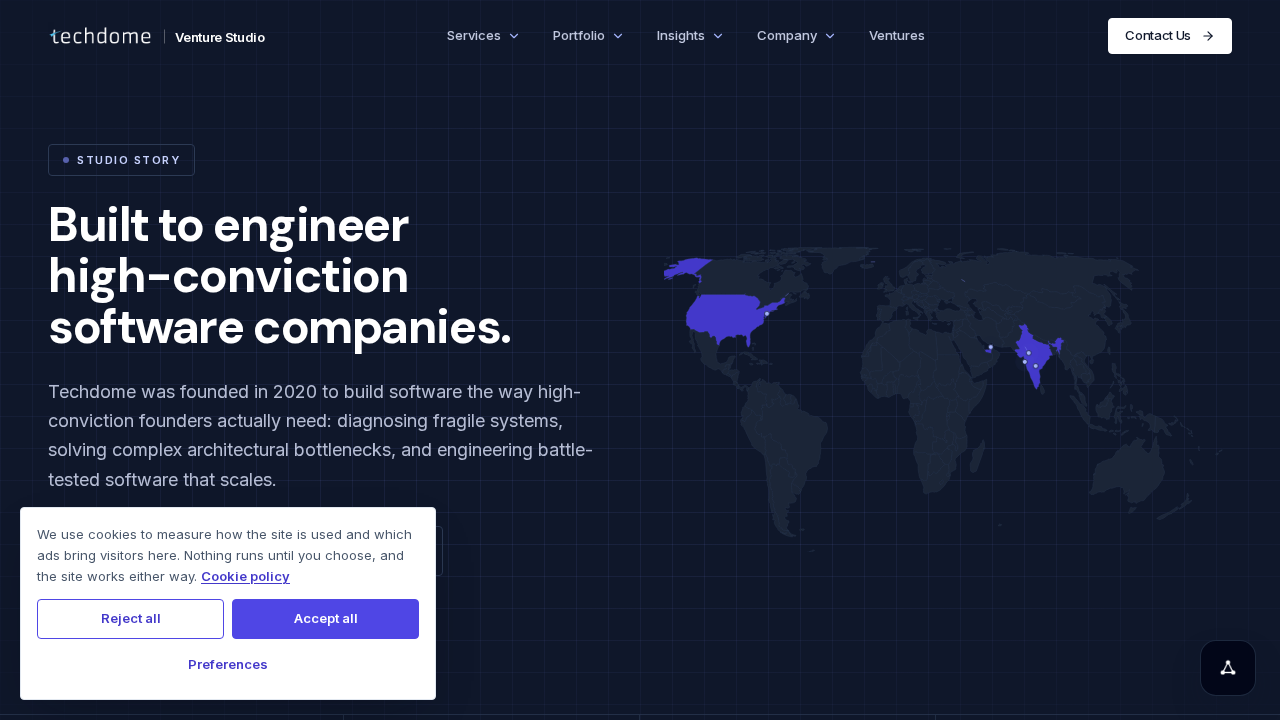 techdome | Venture Studio
Services
Portfolio
Insights
Company
Ventures
Contact Us
STUDIO STORY
Built to engineer
high-conviction
software companies.
Techdome was founded in 2020 to build software the way high-
conviction founders actually need: diagnosing fragile systems,
solving complex architectural bottlenecks, and engineering battle-
tested software that scales.
We use cookies to measure how the site is used and which
ads bring visitors here. Nothing runs until you choose, and
the site works either way. Cookie policy
Reject all
Accept all
Preferences